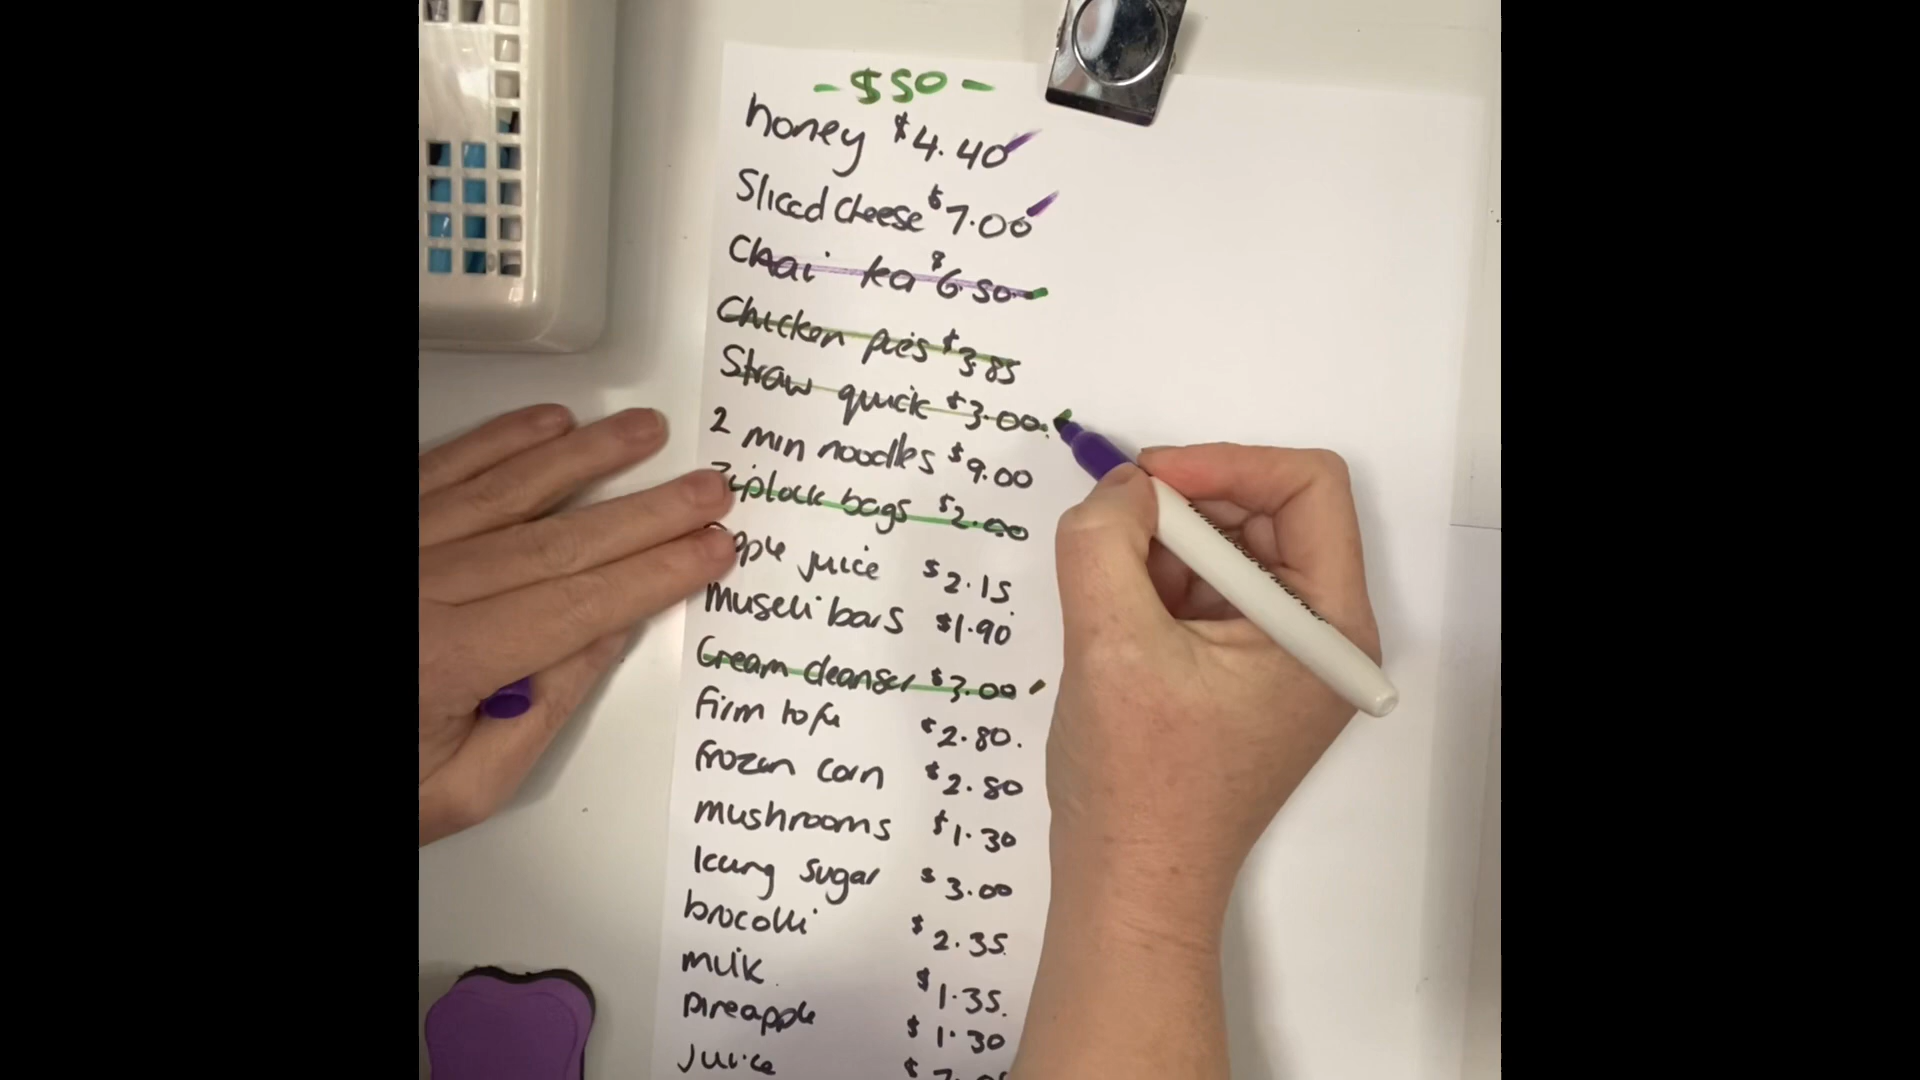 - $50 -
honey $4.40
Sliced cheese $7.00
Chai tea $6.50
Chicken pies $3.85
Straw quick $3.00.
2 min noodles $9.00
Ziplock bags $2.00
apple juice $2.15.
Museli bars $1.90
Cream cleanser $3.00
firm tofu $2.80.
frozen corn $2.80
mushrooms $1.30
Icing sugar $3.00
brocolli $2.35.
milk $1.35.
pineapple $1.30
juice $